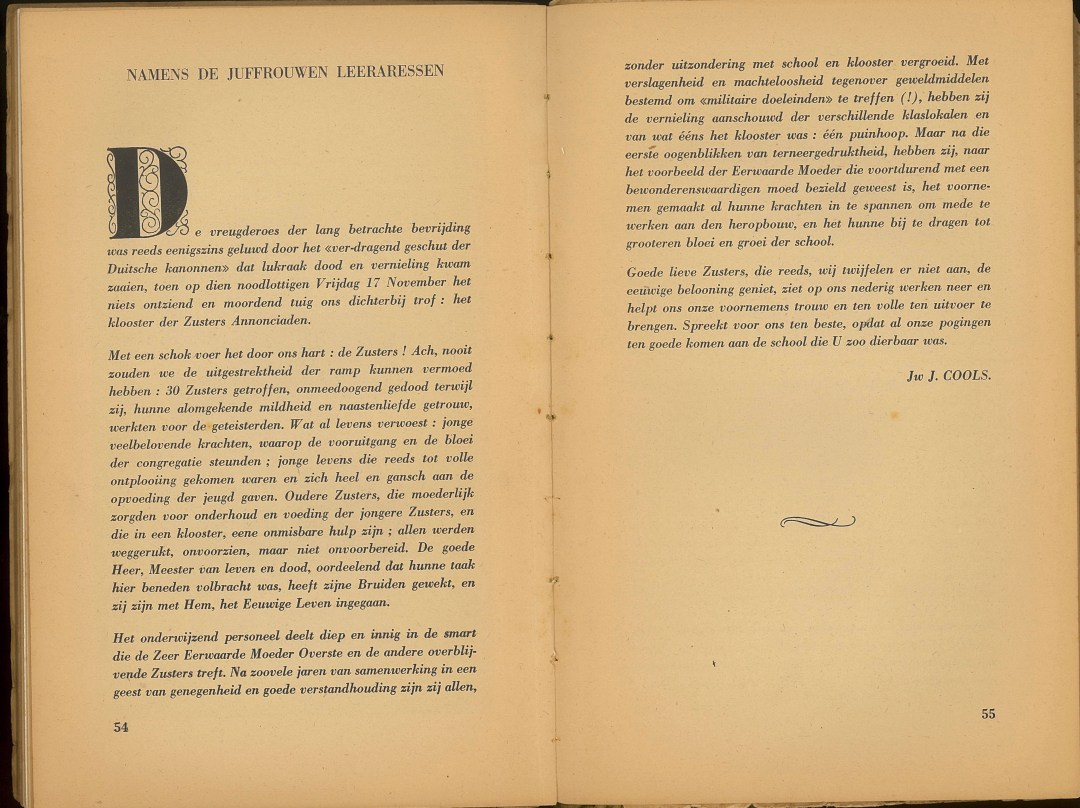 NAMENS DE JUFFROUWEN LEERARESSEN
De vreugderoes der lang betrachte bevrijding
was reeds eenigszins geluwd door het «ver-dragend geschut der
Duitsche kanonnen» dat lukraak dood en vernieling kwam
zaaien, toen op dien noodlottigen Vrijdag 17 November het
niets ontziend en moordend tuig ons dichterbij trof : het
klooster der Zusters Annonciaden.
Met een schok voer het door ons hart : de Zusters ! Ach, nooit
zouden we de uitgestrektheid der ramp kunnen vermoed
hebben : 30 Zusters getroffen, onmeedoogend gedood terwijl
zij, hunne alomgekende mildheid en naastenliefde getrouw,
werkten voor de geteisterden. Wat al levens verwoest : jonge
veelbelovende krachten, waarop de vooruitgang en de bloei
der congregatie steunden ; jonge levens die reeds tot volle
ontplooiing gekomen waren en zich heel en gansch aan de
opvoeding der jeugd gaven. Oudere Zusters, die moederlijk
zorgden voor onderhoud en voeding der jongere Zusters, en
die in een klooster, eene onmisbare hulp zijn ; allen werden
weggerukt, onvoorzien, maar niet onvoorbereid. De goede
Heer, Meester van leven en dood, oordeelend dat hunne taak
hier beneden volbracht was, heeft zijne Bruiden gewekt, en
zij zijn met Hem, het Eeuwige Leven ingegaan.
Het onderwijzend personeel deelt diep en innig in de smart
die de Zeer Eerwaarde Moeder Overste en de andere overblij-
vende Zusters treft. Na zoovele jaren van samenwerking in een
geest van genegenheid en goede verstandhouding zijn zij allen,
54
zonder uitzondering met school en klooster vergroeid. Met
verslagenheid en machteloosheid tegenover geweldmiddelen
bestemd om «militaire doeleinden» te treffen (!), hebben zij
de vernieling aanschouwd der verschillende klaslokalen en
van wat ééns het klooster was : één puinhoop. Maar na die
eerste oogenblikken van terneergedruktheid, hebben zij, naar
het voorbeeld der Eerwaarde Moeder die voortdurend met een
bewonderenswaardigen moed bezield geweest is, het voorne-
men gemaakt al hunne krachten in te spannen om mede te
werken aan den heropbouw, en het hunne bij te dragen tot
grooteren bloei en groei der school.
Goede lieve Zusters, die reeds, wij twijfelen er niet aan, de
eeuwige belooning geniet, ziet op ons nederig werken neer en
helpt ons onze voornemens trouw en ten volle ten uitvoer te
brengen. Spreekt voor ons ten beste, opdat al onze pogingen
ten goede komen aan de school die U zoo dierbaar was.
Jw J. COOLS.
55